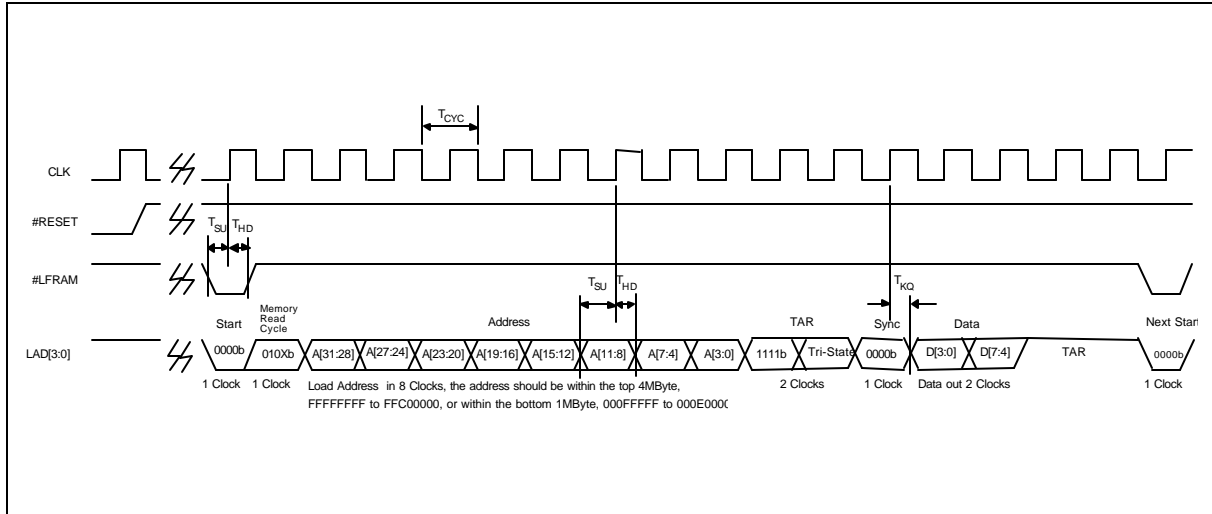 TCYC
CLK
#RESET
TSU THD
#LFRAM
TSU THD
TKQ
Start
Memory
Read
Cycle
Address
TAR
Sync
Data
Next Start
LAD[3:0]
0000b
010Xb
A[31:28]
A[27:24]
A[23:20]
A[19:16]
A[15:12]
A[11:8]
A[7:4]
A[3:0]
1111b
Tri-State
0000b
D[3:0]
D[7:4]
TAR
0000b
1 Clock
1 Clock
Load Address in 8 Clocks, the address should be within the top 4MByte,
FFFFFFFF to FFC00000, or within the bottom 1MByte, 000FFFFF to 000E000
2 Clocks
1 Clock
Data out 2 Clocks
1 Clock